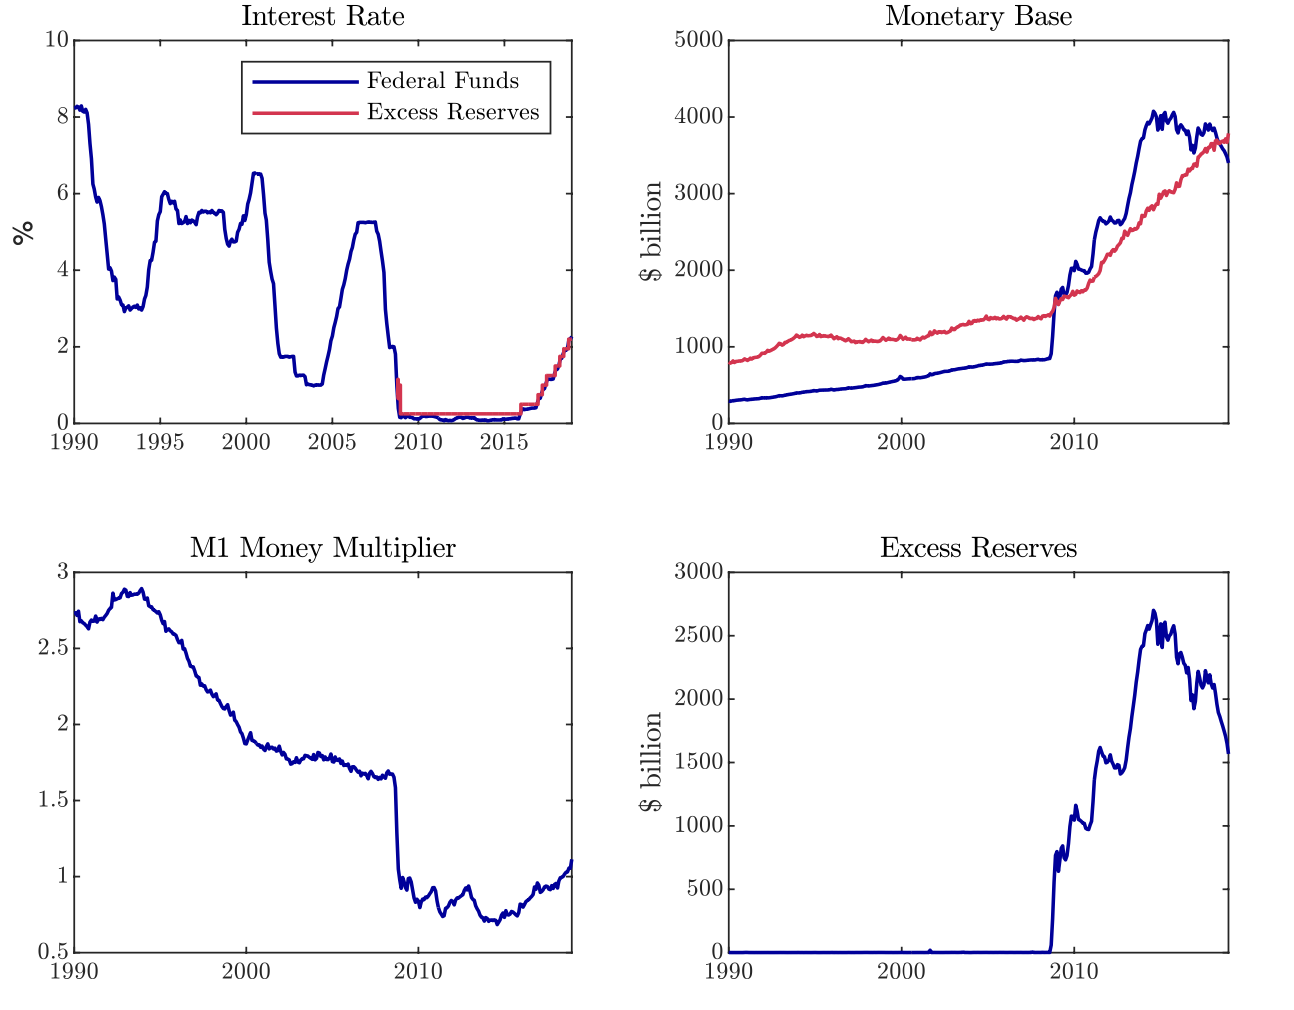 Interest Rate
10
8
6
4
2
0
%
1990 1995 2000 2005 2010 2015
Federal Funds
Excess Reserves
Monetary Base
5000
4000
3000
2000
1000
0
$ billion
1990 2000 2010
M1 Money Multiplier
3
2.5
2
1.5
1
0.5
1990 2000 2010
Excess Reserves
3000
2500
2000
1500
1000
500
0
$ billion
1990 2000 2010